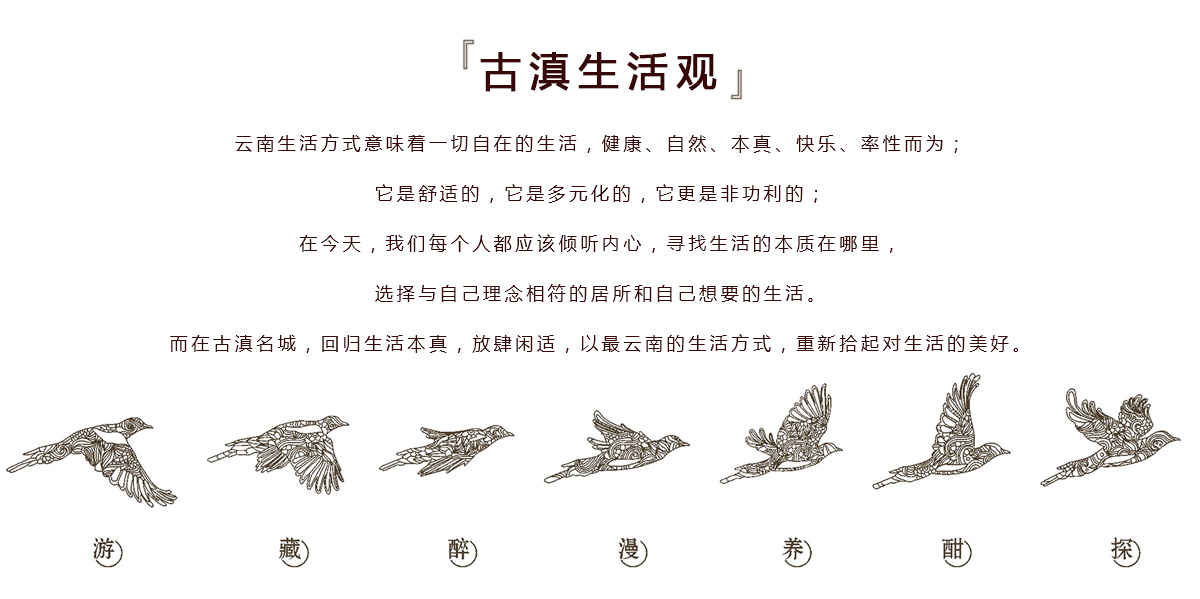 『古滇生活观』
云南生活方式意味着一切自在的生活，健康、自然、本真、快乐、率性而为；
它是舒适的，它是多元化的，它更是非功利的；
在今天，我们每个人都应该倾听内心，寻找生活的本质在哪里，
选择与自己理念相符的居所和自己想要的生活。
而在古滇名城，回归生活本真，放肆闲适，以最云南的生活方式，重新拾起对生活的美好。
游 藏 醉 漫 养 酣 探